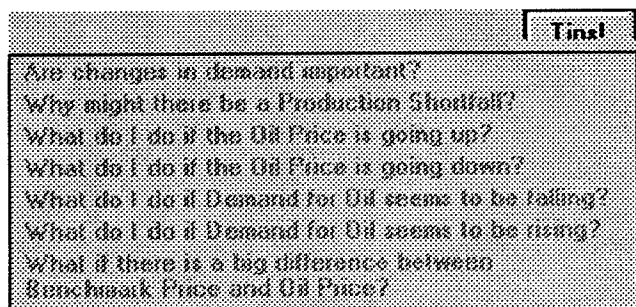 Tips!
Are changes in demand important?
Why might there be a Production Shortfall?
What do I do if the Oil Price is going up?
What do I do if the Oil Price is going down?
What do I do if Demand for Oil seems to be falling?
What do I do if Demand for Oil seems to be rising?
What if there is a big difference between
Benchmark Price and Oil Price?